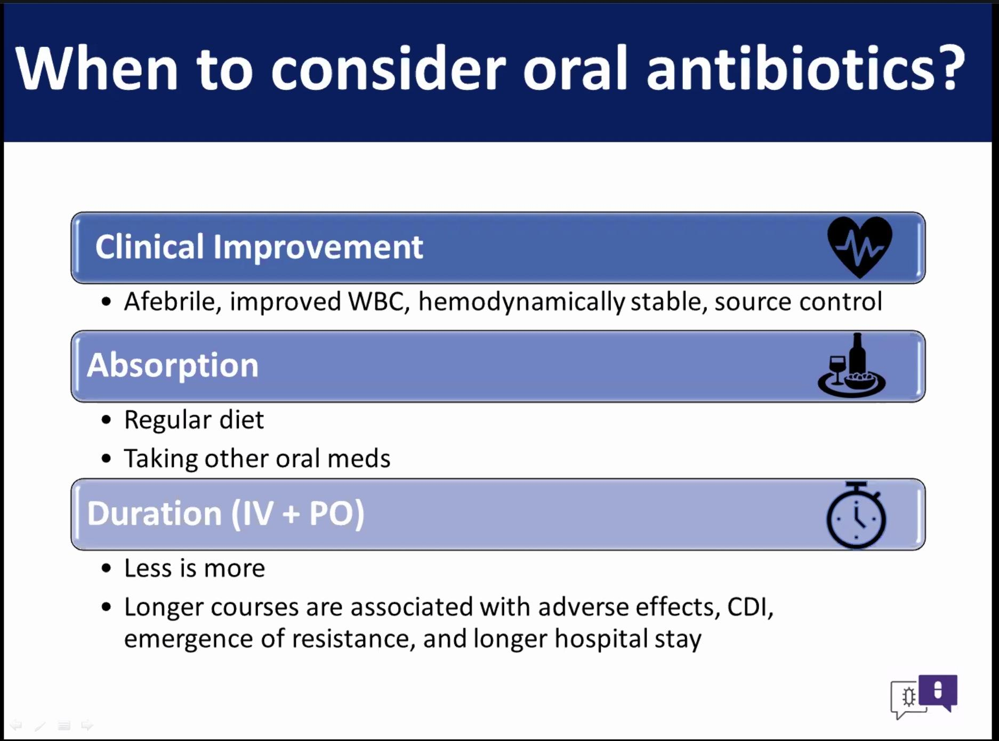 When to consider oral antibiotics?
Clinical Improvement
• Afebrile, improved WBC, hemodynamically stable, source control
Absorption
• Regular diet
• Taking other oral meds
Duration (IV + PO)
• Less is more
• Longer courses are associated with adverse effects, CDI,
emergence of resistance, and longer hospital stay